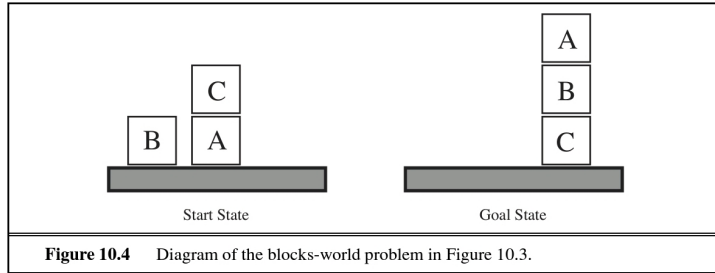 A
C
B
B
A
C
Start State
Goal State
Figure 10.4 Diagram of the blocks-world problem in Figure 10.3.